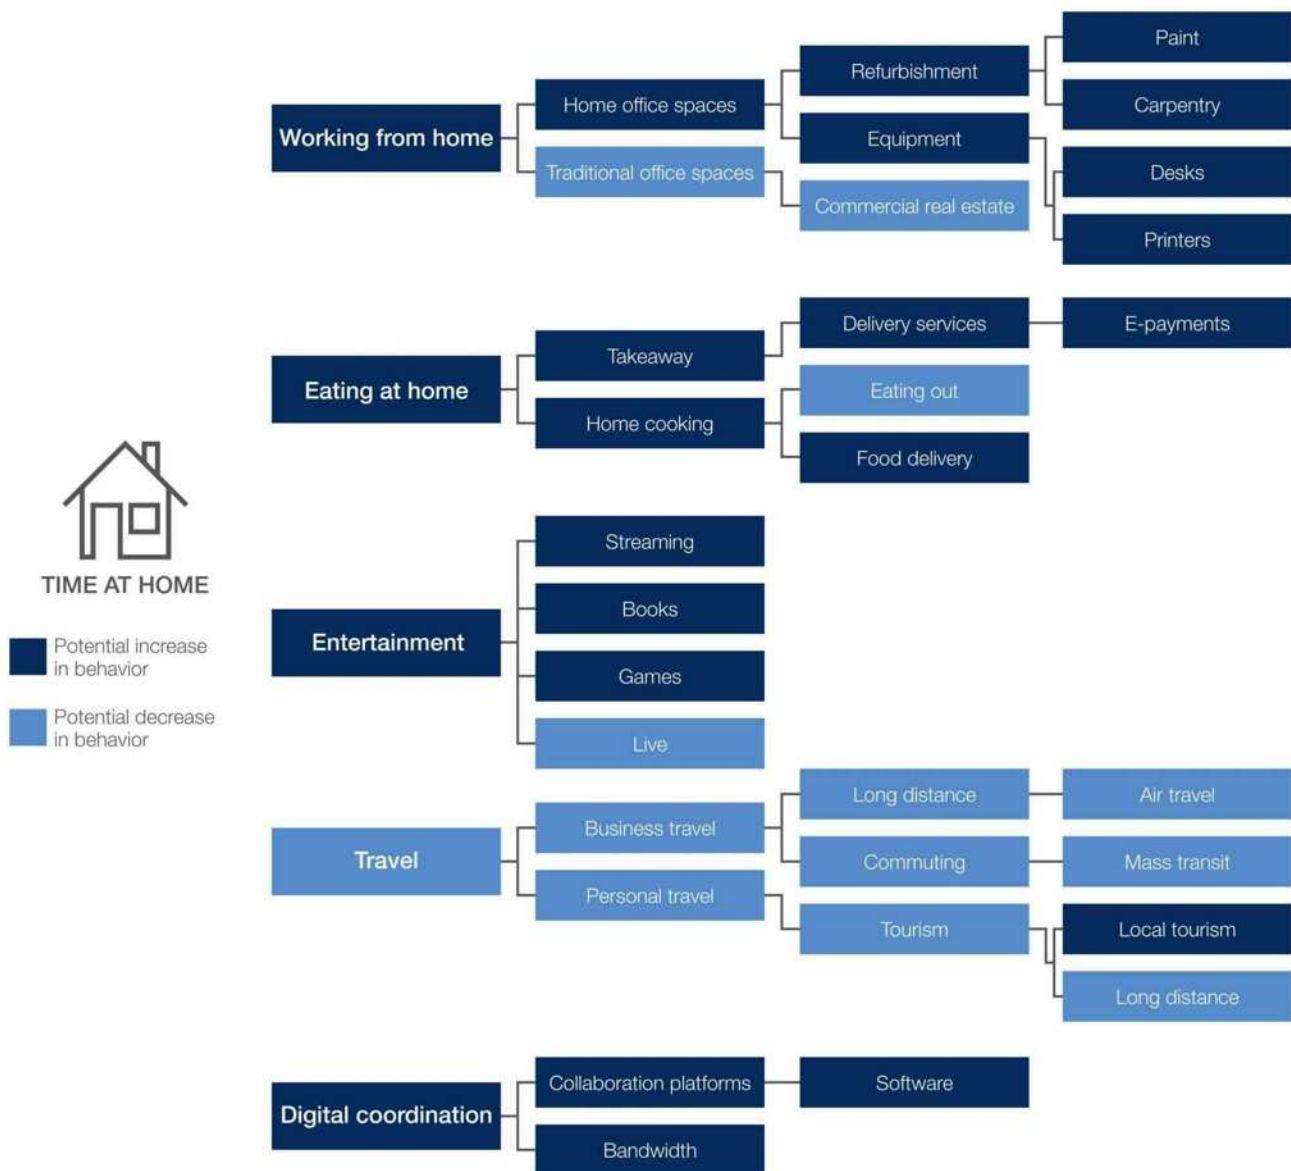 Paint
Refurbishment
Home office spaces
Carpentry
Working from home
Equipment
Traditional office spaces
Desks
Commercial real estate
Printers
Delivery services
E-payments
Takeaway
Eating at home
Eating out
Home cooking
Food delivery
Streaming
TIME AT HOME
Books
Entertainment
Potential increase
in behavior
Games
Potential decrease
in behavior
Live
Long distance
Air travel
Business travel
Travel
Commuting
Mass transit
Personal travel
Tourism
Local tourism
Long distance
Collaboration platforms
Software
Digital coordination
Bandwidth